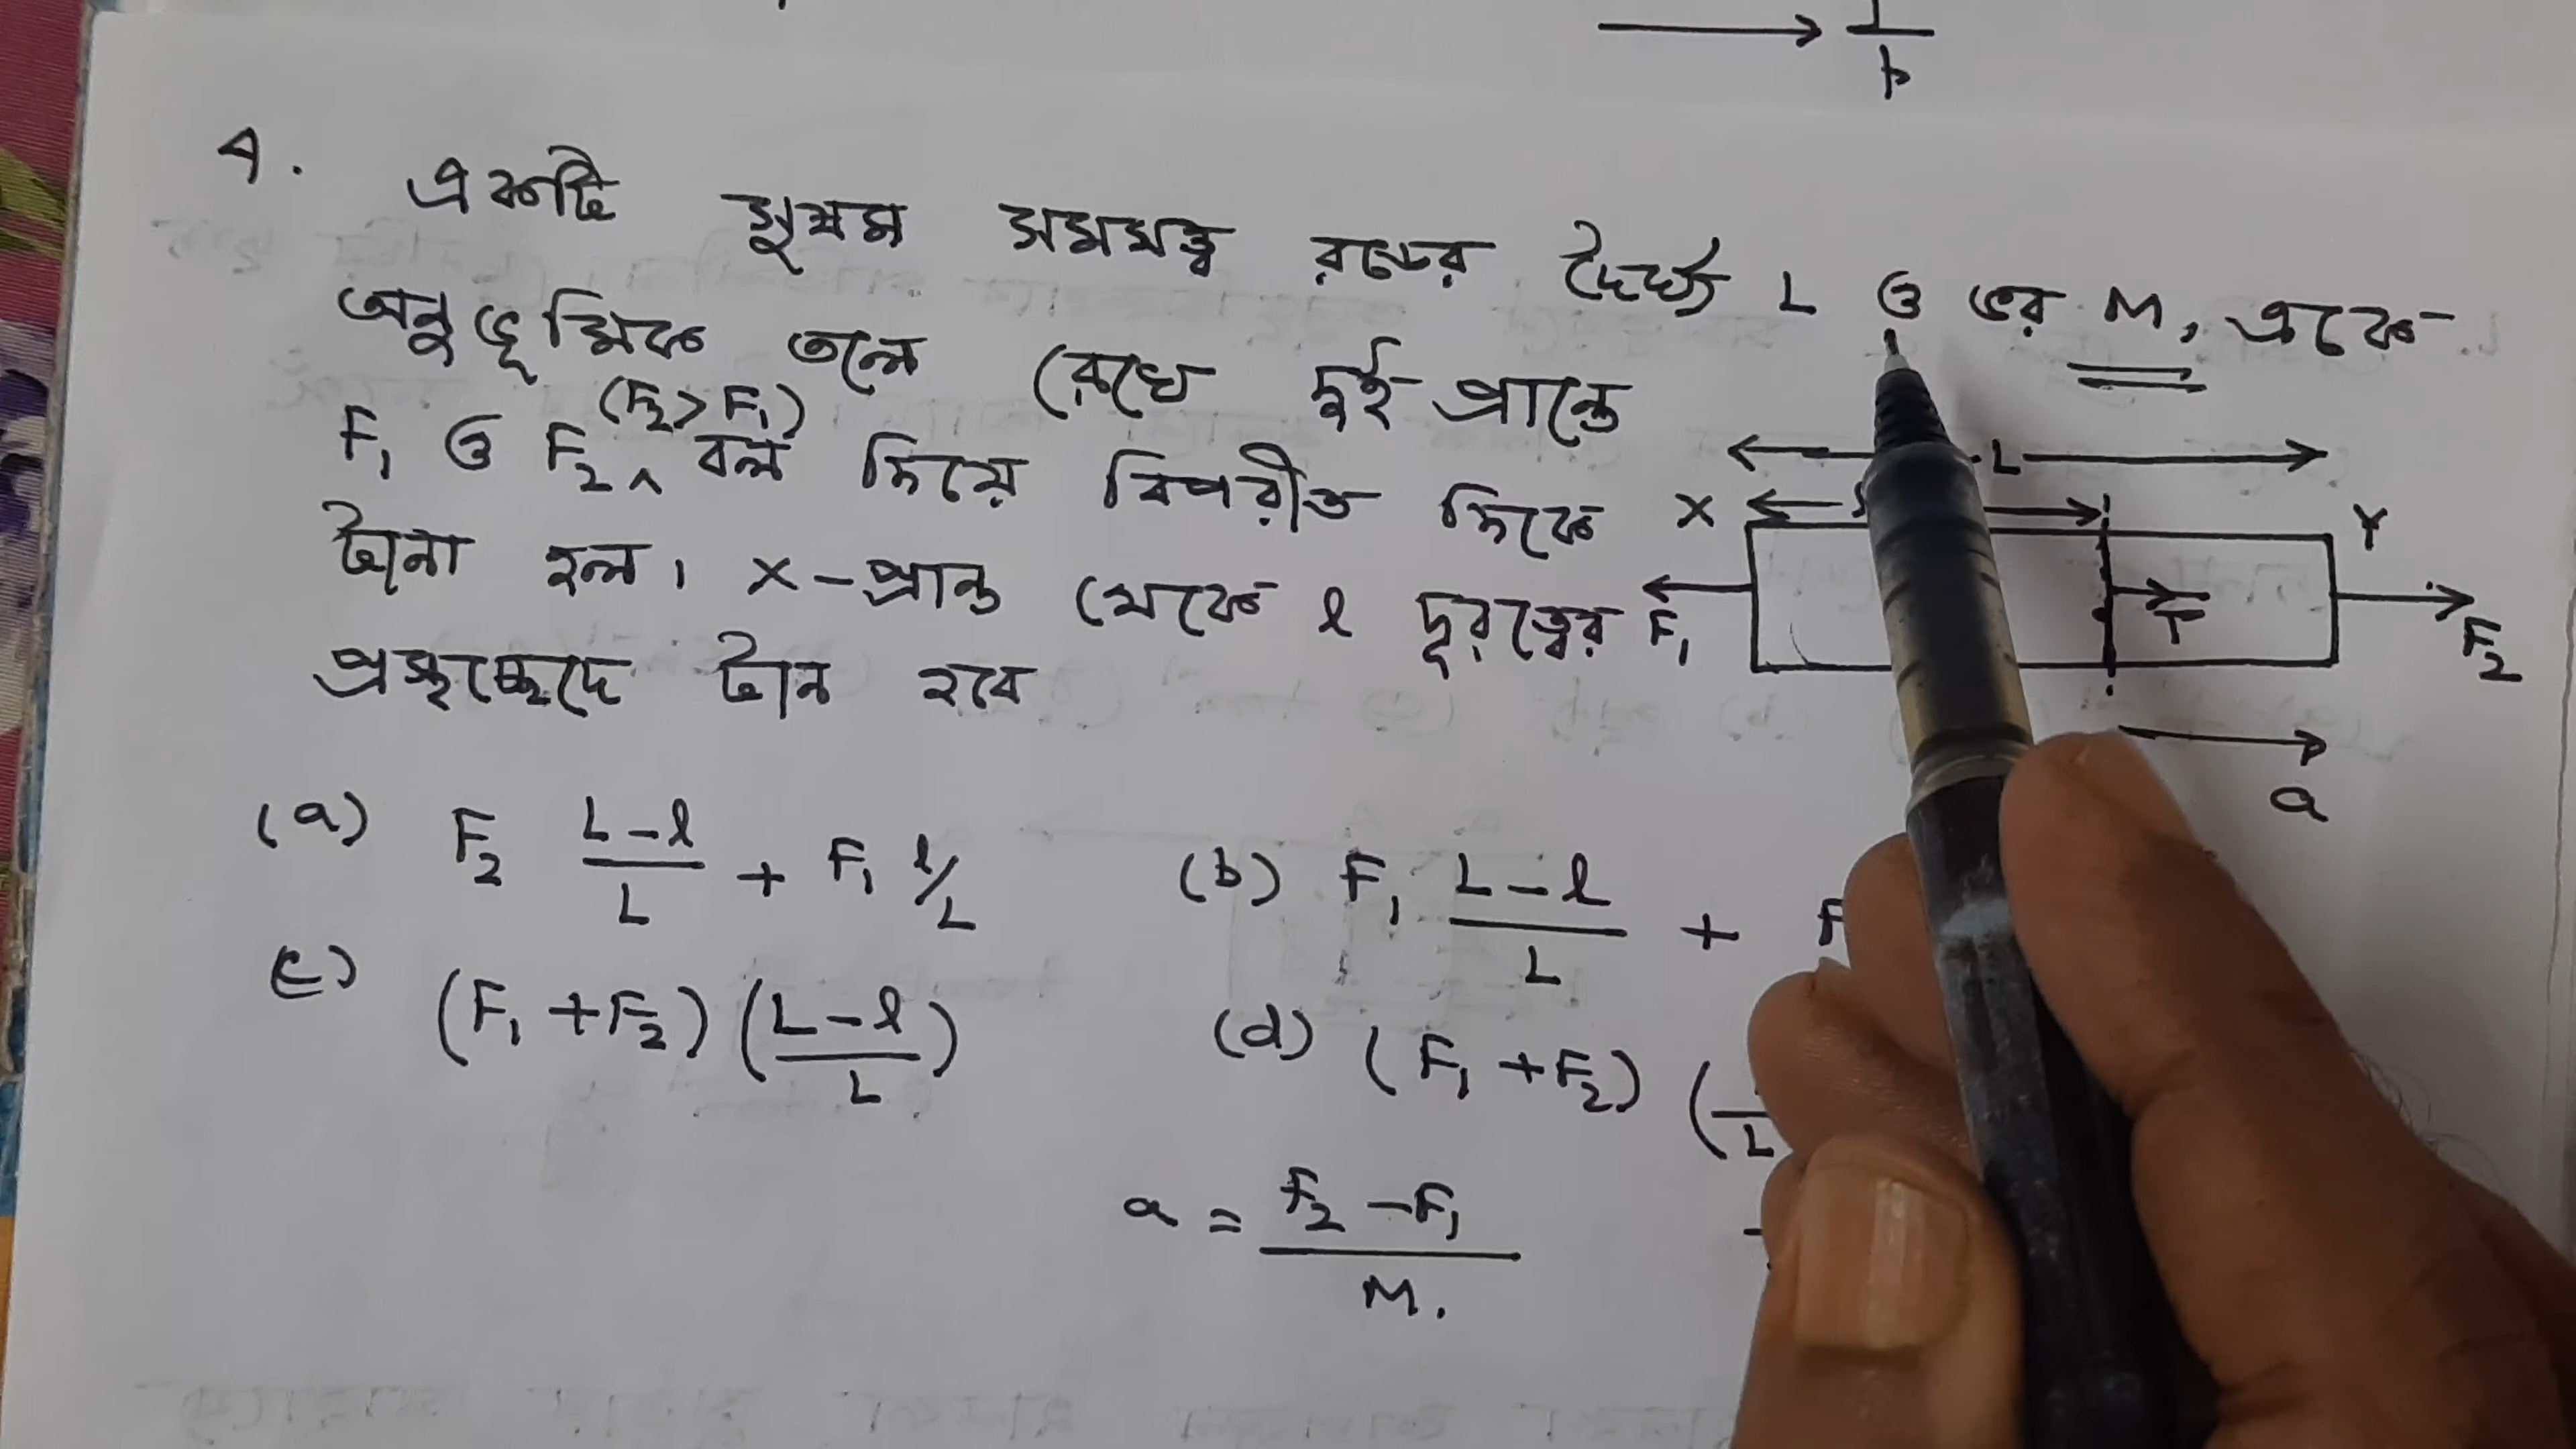 1
p
4. একটি সুষম সমসত্ত্ব রডের দৈর্ঘ্য L ও ভর M, একে
অনুভূমিক তলে রেখে দুই প্রান্তে
(F₂>F₁)
F₁ ও F₂ ^ বল দিয়ে বিপরীত দিকে
টানা হল। X-প্রান্ত থেকে l দূরত্বের
প্রস্থচ্ছেদে টান হবে
L
X
Y
F₁
T
F₂
a
(a) F₂ (L-l)/L + F₁ l/L
(b) F₁ (L-l)/L + F
(c) (F₁+F₂) ((L-l)/L)
(d) (F₁+F₂) (
L
a = (F₂-F₁)/M.